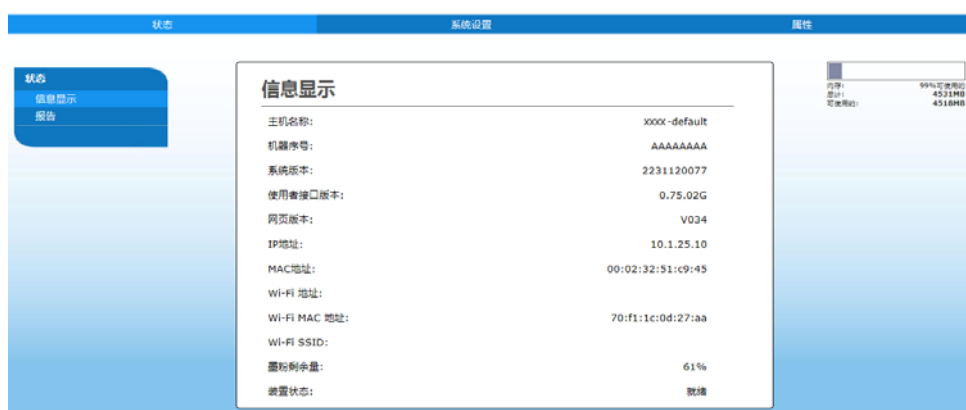 状态 系统设置 属性
状态
信息显示
报告
信息显示
主机名称: xxxx-default
机器序号: AAAAAAAA
系统版本: 2231120077
使用者接口版本: 0.75.02G
网页版本: V034
IP地址: 10.1.25.10
MAC地址: 00:02:32:51:c9:45
Wi-Fi 地址:
Wi-Fi MAC 地址: 70:f1:1c:0d:27:aa
Wi-Fi SSID:
墨粉剩余量: 61%
装置状态: 就绪
内存: 99%可使用的
总计: 4531MB
可使用的: 4518MB